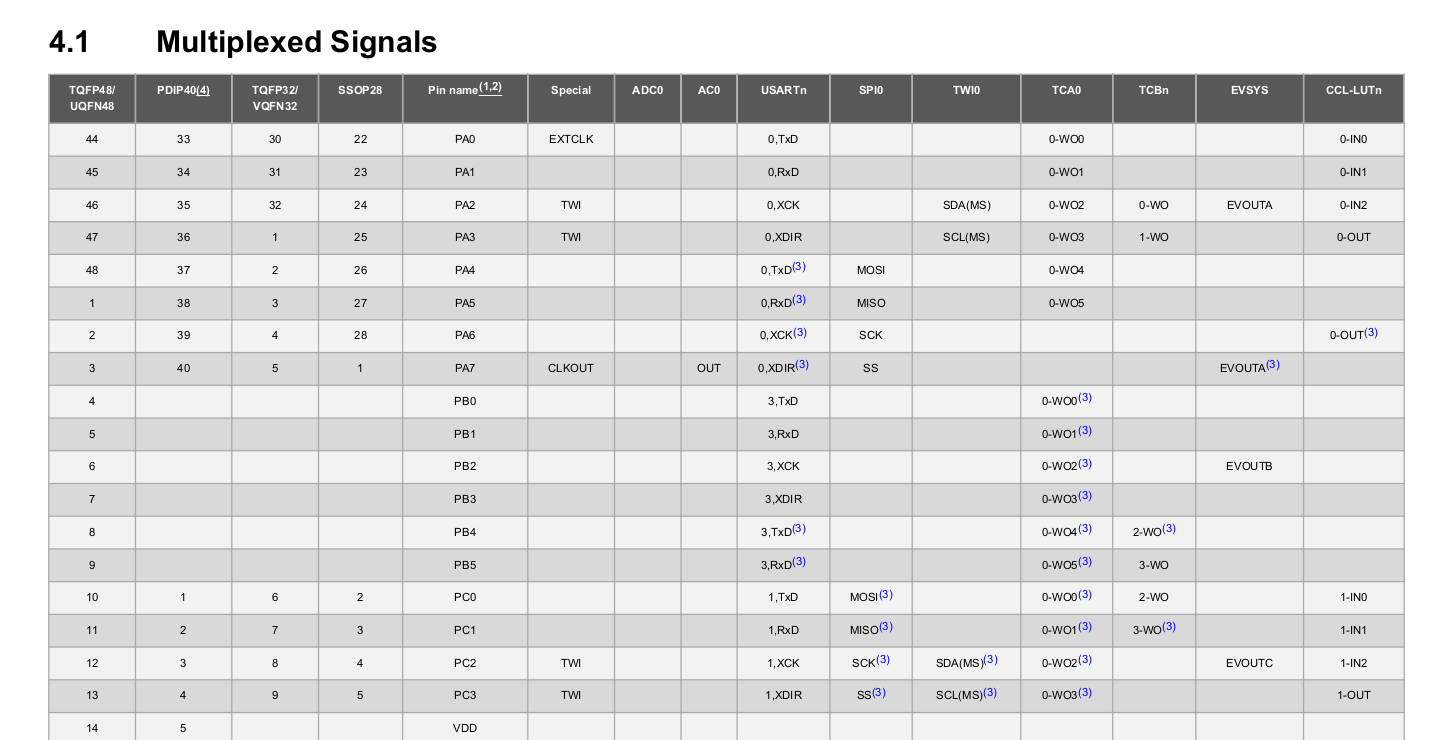 4.1 Multiplexed Signals
TQFP48/ UQFN48 PDIP40(4) TQFP32/ VQFN32 SSOP28 Pin name(1,2) Special ADC0 AC0 USARTn SPI0 TWI0 TCA0 TCBn EVSYS CCL-LUTn
44 33 30 22 PA0 EXTCLK 0,TxD 0-WO0 0-IN0
45 34 31 23 PA1 0,RxD 0-WO1 0-IN1
46 35 32 24 PA2 TWI 0,XCK SDA(MS) 0-WO2 0-WO EVOUTA 0-IN2
47 36 1 25 PA3 TWI 0,XDIR SCL(MS) 0-WO3 1-WO 0-OUT
48 37 2 26 PA4 0,TxD(3) MOSI 0-WO4
1 38 3 27 PA5 0,RxD(3) MISO 0-WO5
2 39 4 28 PA6 0,XCK(3) SCK 0-OUT(3)
3 40 5 1 PA7 CLKOUT OUT 0,XDIR(3) SS EVOUTA(3)
4 PB0 3,TxD 0-WO0(3)
5 PB1 3,RxD 0-WO1(3)
6 PB2 3,XCK 0-WO2(3) EVOUTB
7 PB3 3,XDIR 0-WO3(3)
8 PB4 3,TxD(3) 0-WO4(3) 2-WO(3)
9 PB5 3,RxD(3) 0-WO5(3) 3-WO
10 1 6 2 PC0 1,TxD MOSI(3) 0-WO0(3) 2-WO 1-IN0
11 2 7 3 PC1 1,RxD MISO(3) 0-WO1(3) 3-WO(3) 1-IN1
12 3 8 4 PC2 TWI 1,XCK SCK(3) SDA(MS)(3) 0-WO2(3) EVOUTC 1-IN2
13 4 9 5 PC3 TWI 1,XDIR SS(3) SCL(MS)(3) 0-WO3(3) 1-OUT
14 5 VDD